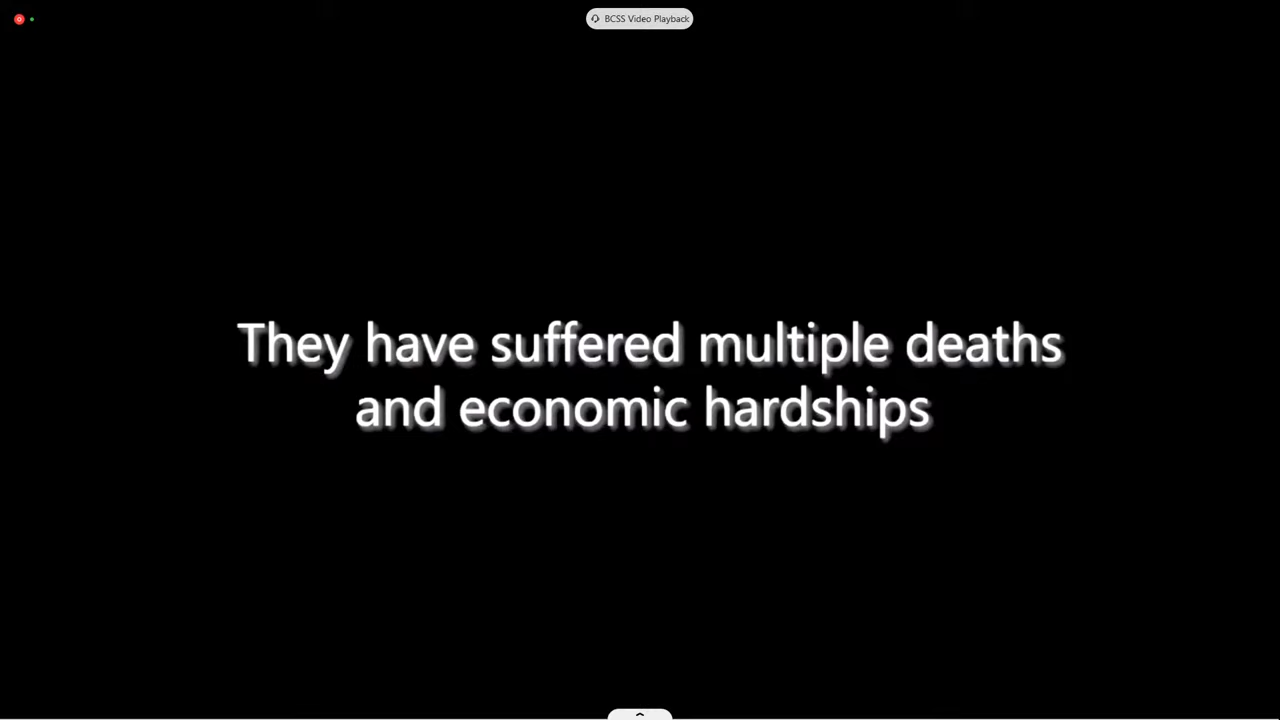 BCSS Video Playback
They have suffered multiple deaths
and economic hardships